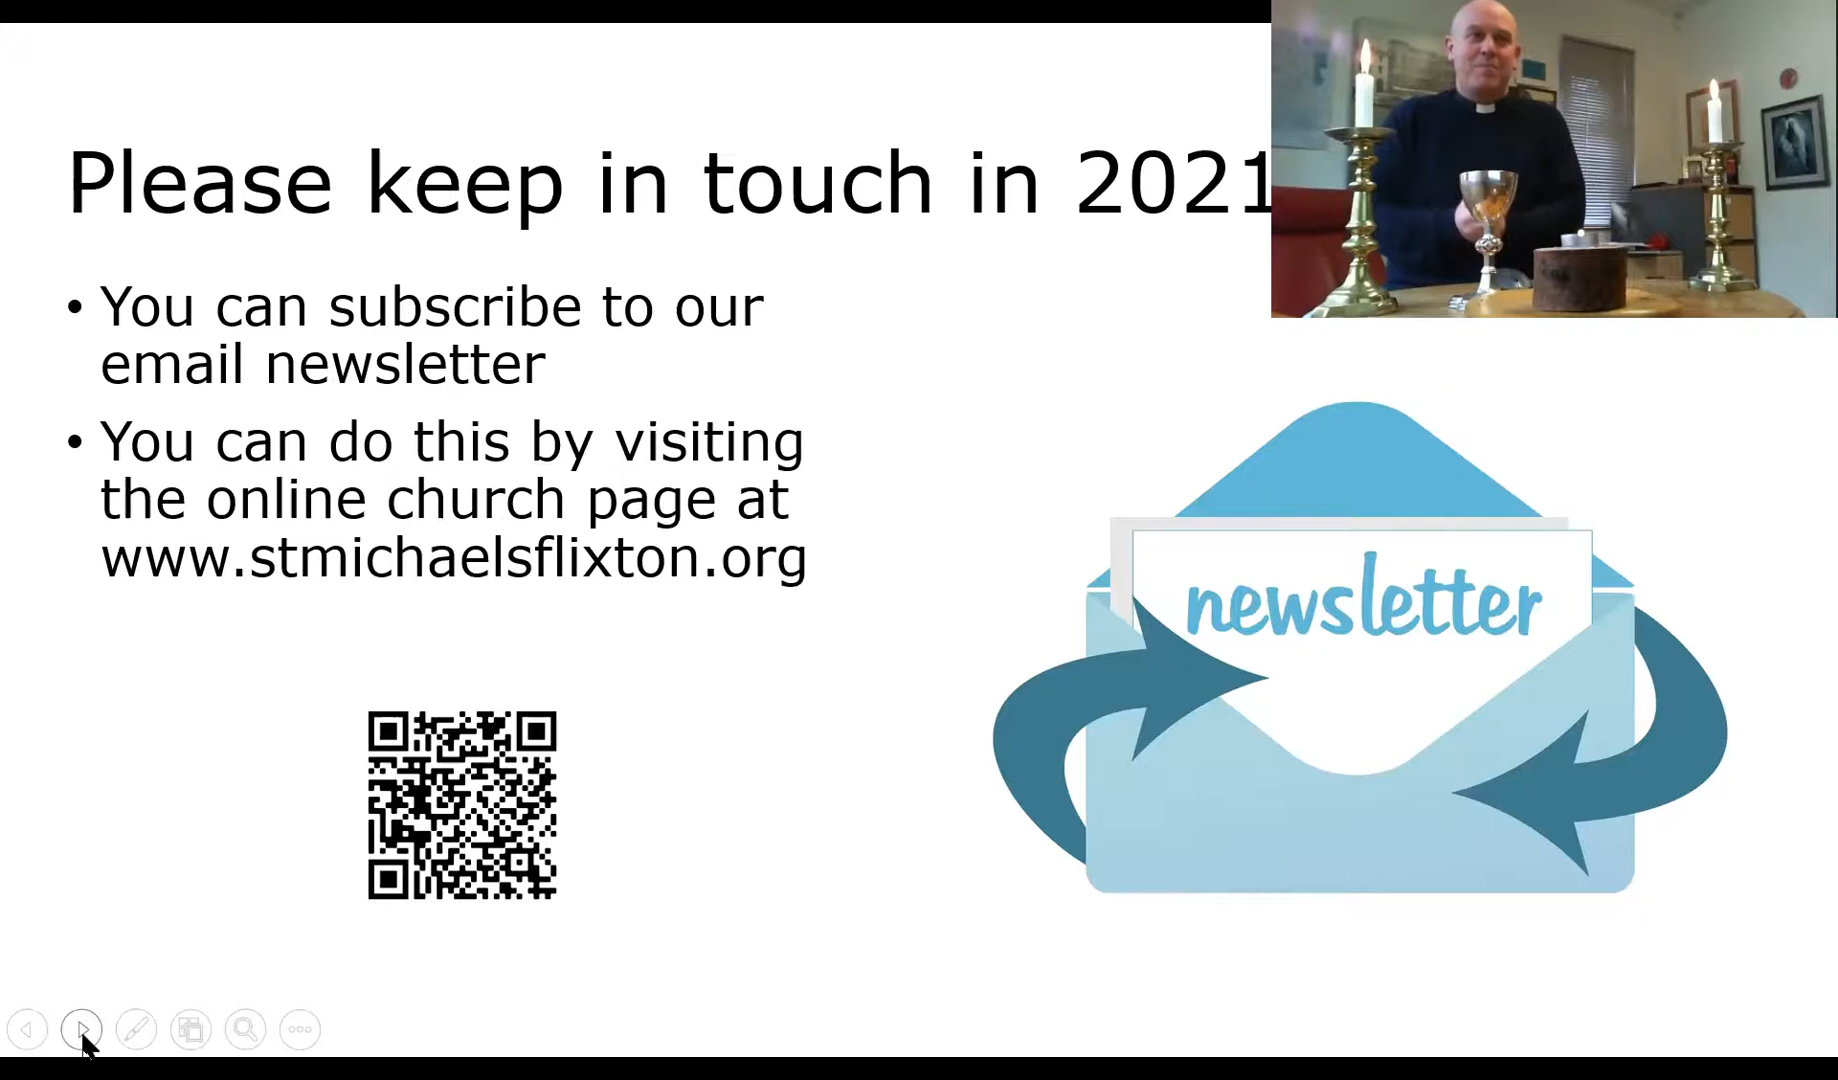 Please keep in touch in 2021
• You can subscribe to our
email newsletter
• You can do this by visiting
the online church page at
www.stmichaelsflixton.org
newsletter